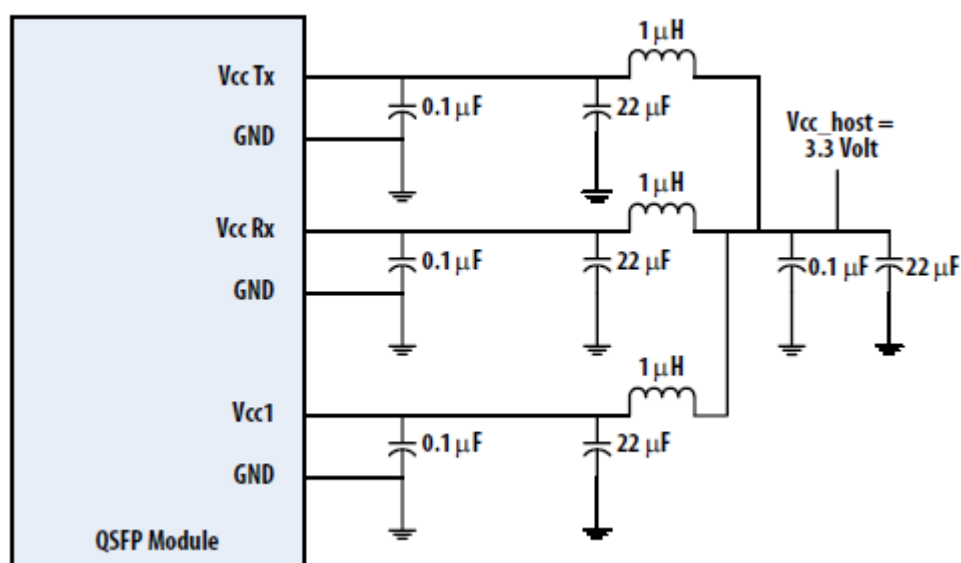 1 μH
Vcc Tx
0.1 μF
22 μF
GND
Vcc_host =
3.3 Volt
1 μH
Vcc Rx
0.1 μF
22 μF
0.1 μF
22 μF
GND
1 μH
Vcc1
0.1 μF
22 μF
GND
QSFP Module